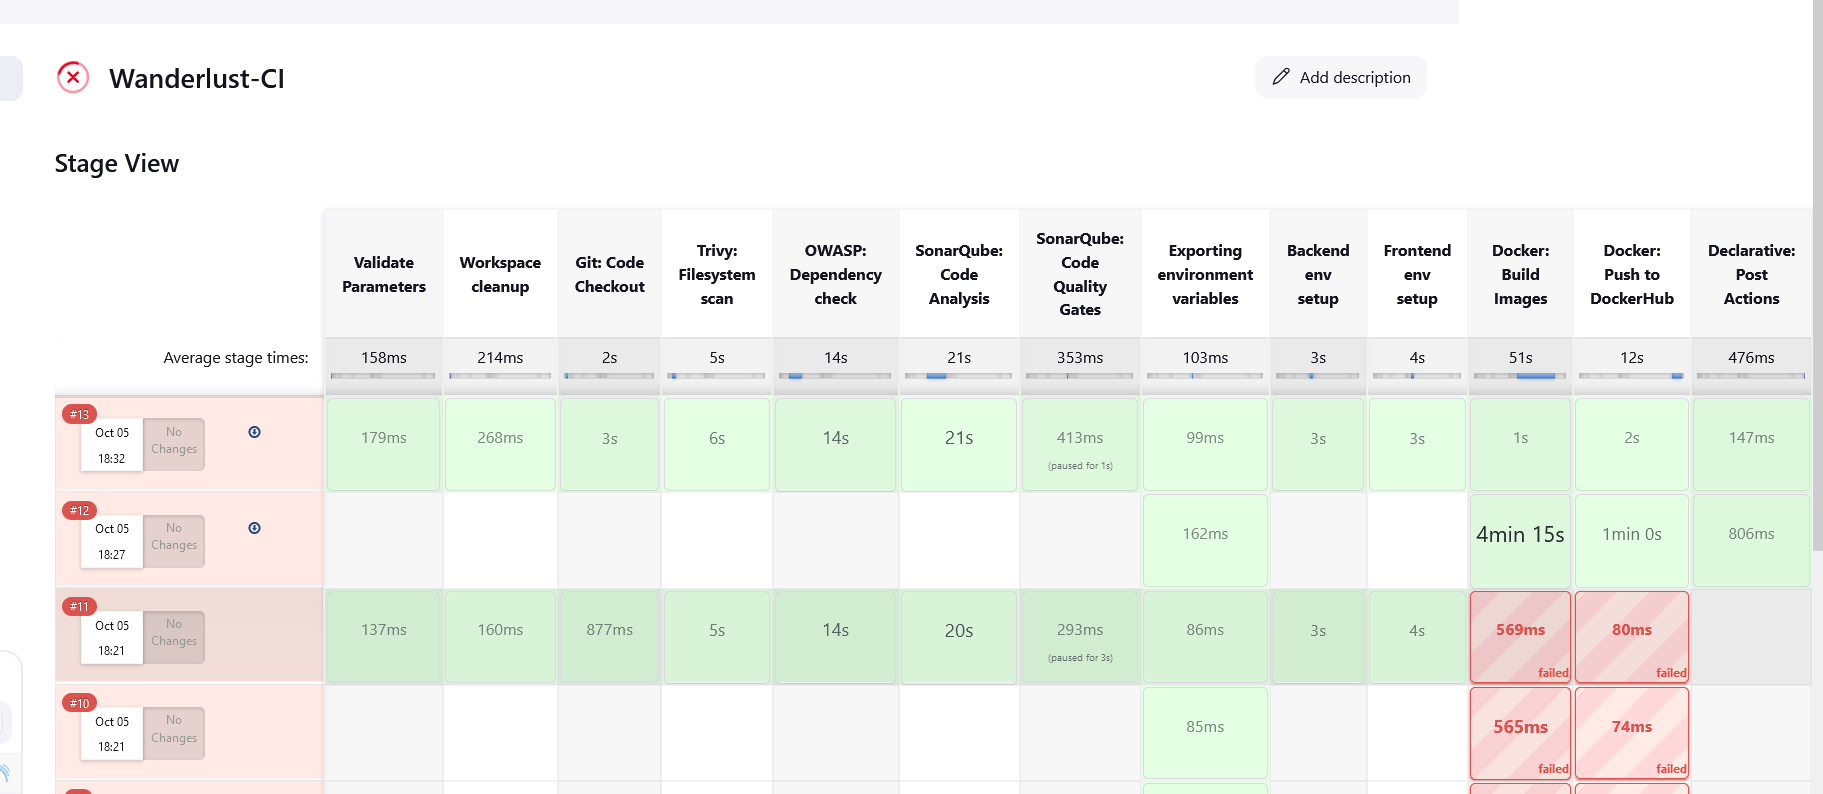 Wanderlust-CI
Add description
Stage View
Validate Parameters
Workspace cleanup
Git: Code Checkout
Trivy: Filesystem scan
OWASP: Dependency check
SonarQube: Code Analysis
SonarQube: Code Quality Gates
Exporting environment variables
Backend env setup
Frontend env setup
Docker: Build Images
Docker: Push to DockerHub
Declarative: Post Actions
Average stage times:
158ms
214ms
2s
5s
14s
21s
353ms
103ms
3s
4s
51s
12s
476ms
#13
Oct 05
18:32
No Changes
179ms
268ms
3s
6s
14s
21s
413ms
(paused for 1s)
99ms
3s
3s
1s
2s
147ms
#12
Oct 05
18:27
No Changes
162ms
4min 15s
1min 0s
806ms
#11
Oct 05
18:21
No Changes
137ms
160ms
877ms
5s
14s
20s
293ms
(paused for 3s)
86ms
3s
4s
569ms
failed
80ms
failed
#10
Oct 05
18:21
No Changes
85ms
565ms
failed
74ms
failed